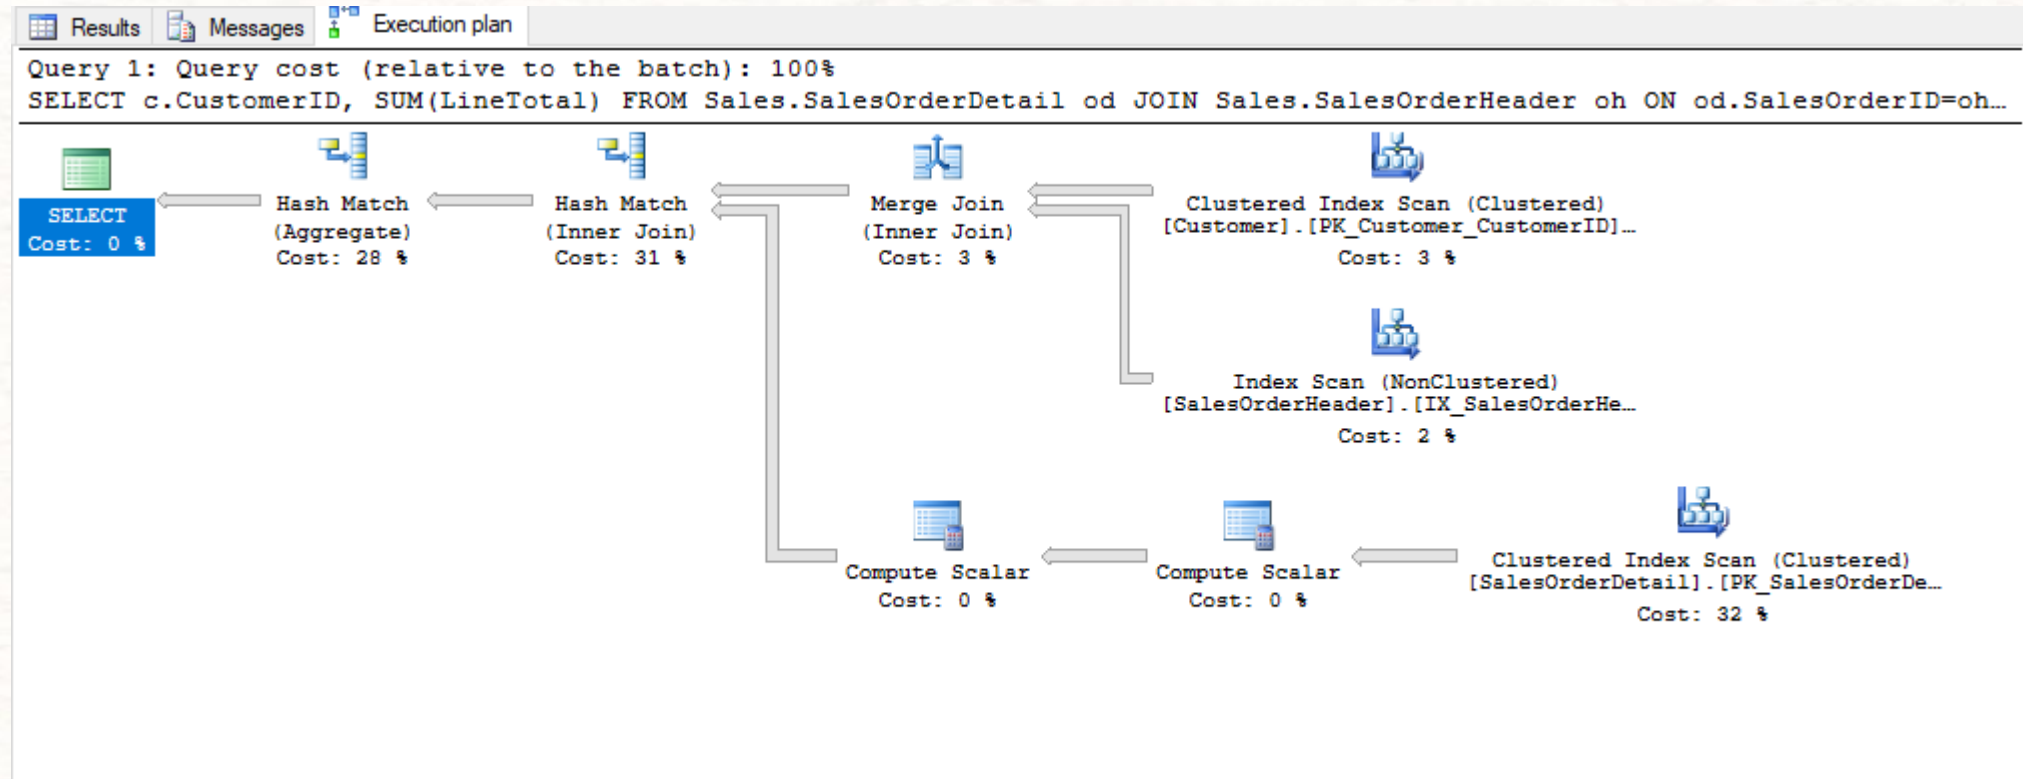 Results Messages Execution plan
Query 1: Query cost (relative to the batch): 100%
SELECT c.CustomerID, SUM(LineTotal) FROM Sales.SalesOrderDetail od JOIN Sales.SalesOrderHeader oh ON od.SalesOrderID=oh…
SELECT
Cost: 0 %
Hash Match
(Aggregate)
Cost: 28 %
Hash Match
(Inner Join)
Cost: 31 %
Merge Join
(Inner Join)
Cost: 3 %
Clustered Index Scan (Clustered)
[Customer].[PK_Customer_CustomerID]…
Cost: 3 %
Index Scan (NonClustered)
[SalesOrderHeader].[IX_SalesOrderHe…
Cost: 2 %
Compute Scalar
Cost: 0 %
Compute Scalar
Cost: 0 %
Clustered Index Scan (Clustered)
[SalesOrderDetail].[PK_SalesOrderDe…
Cost: 32 %